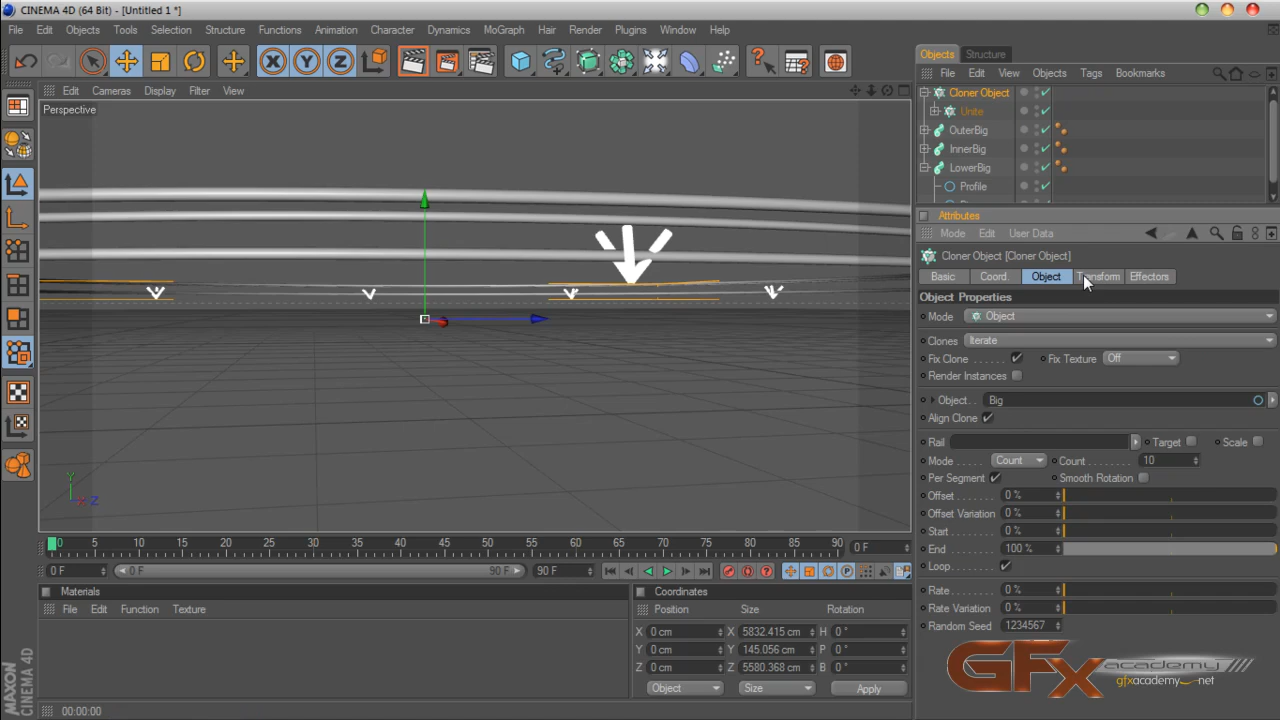 CINEMA 4D (64 Bit) - [Untitled 1 *]
File Edit Objects Tools Selection Structure Functions Animation Character Dynamics MoGraph Hair Render Plugins Window Help
Objects Structure
File Edit View Objects Tags Bookmarks
Edit Cameras Display Filter View
Perspective
Cloner Object
Unite
OuterBig
InnerBig
LowerBig
Profile
Attributes
Mode Edit User Data
Cloner Object [Cloner Object]
Basic Coord. Object Transform Effectors
Object Properties
Mode Object
Clones Iterate
Fix Clone Fix Texture Off
Render Instances
Object Big
Align Clone
Rail Target Scale
Mode Count Count 10
Per Segment Smooth Rotation
Offset 0 %
Offset Variation 0 %
Start 0 %
End 100 %
Loop
Rate 0 %
Rate Variation 0 %
Random Seed 1234567
X Y Z
Y
X Z
0 5 10 15 20 25 30 35 40 45 50 55 60 65 70 75 80 85 90 0 F
0 F 0 F 90 F 90 F
Materials
File Edit Function Texture
Coordinates
Position Size Rotation
X 0 cm X 5832.415 cm H 0 °
Y 0 cm Y 145.056 cm P 0 °
Z 0 cm Z 5580.368 cm B 0 °
Object Size Apply
MAXON
CINEMA 4D
00:00:00
GFx academy
gfxacademy.net